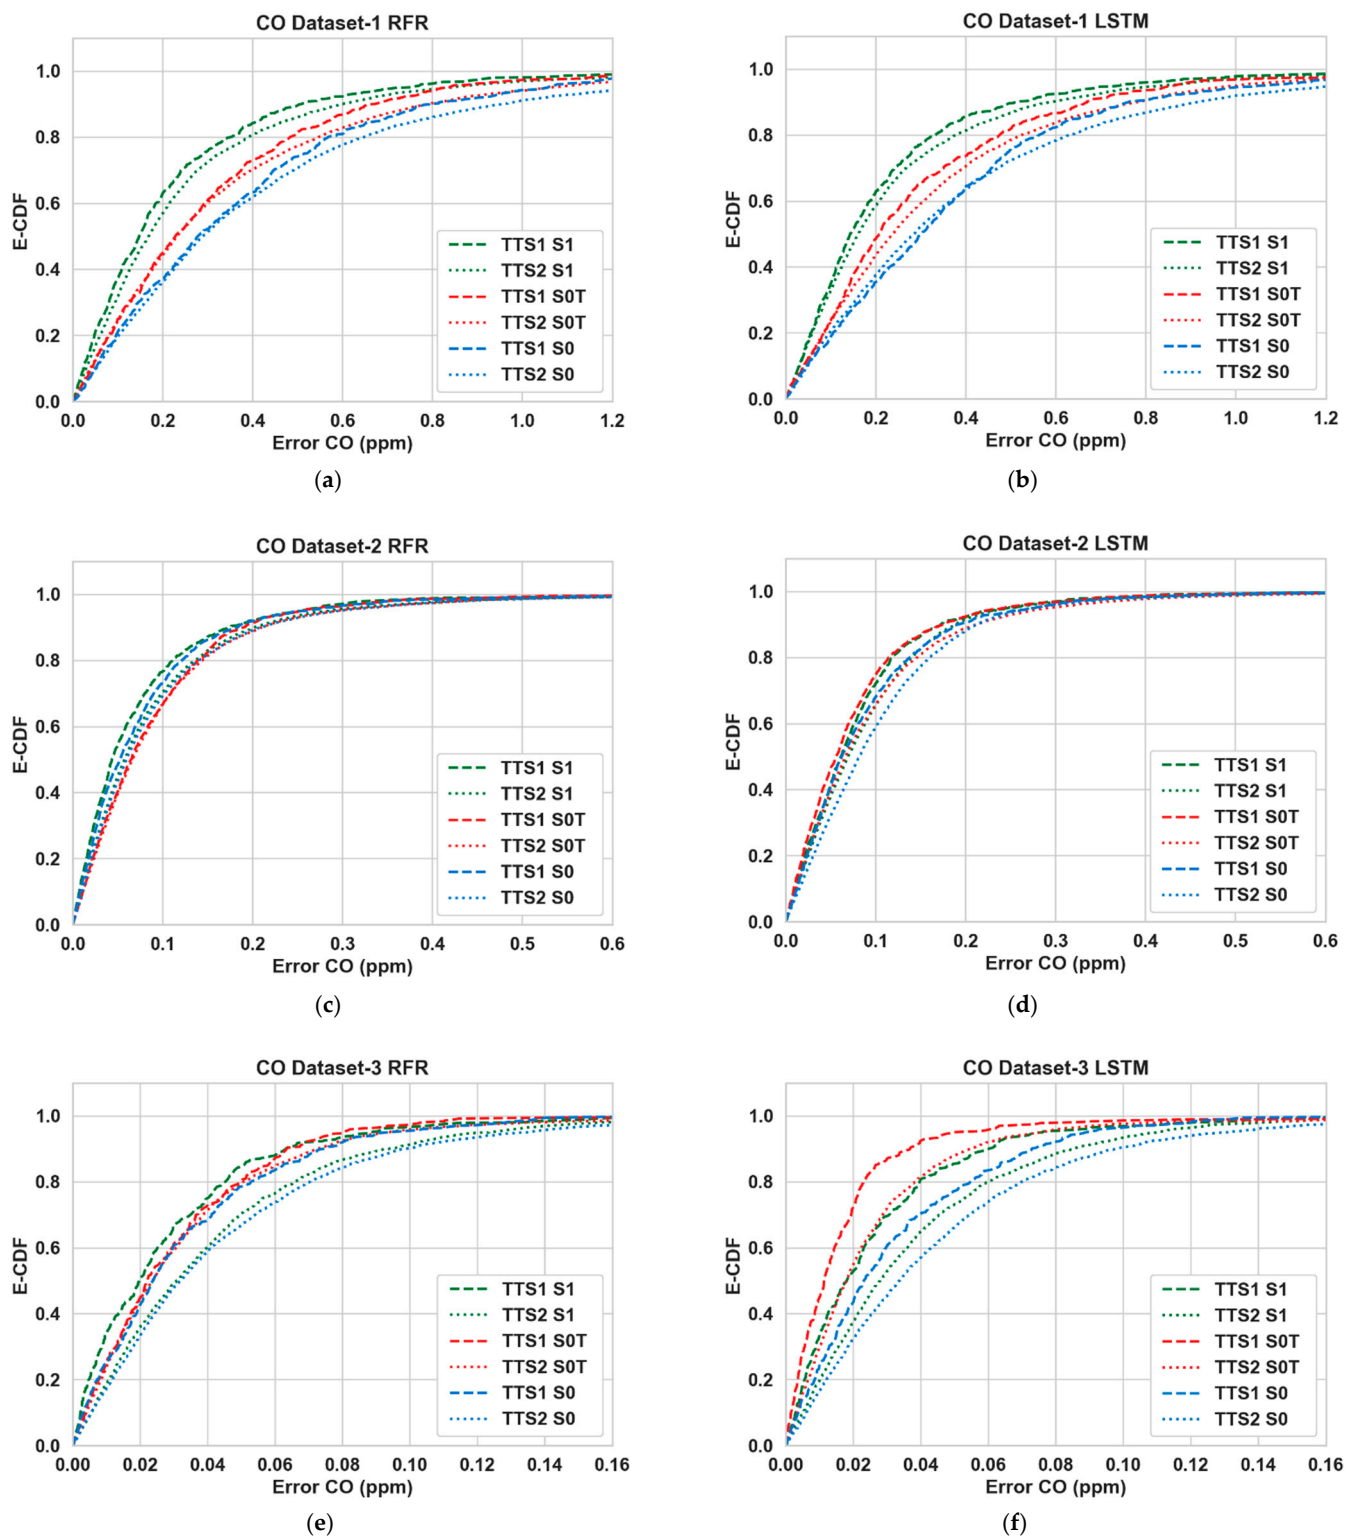 CO Dataset-1 RFR
1.0
0.8
0.6
0.4
0.2
0.0
E-CDF
TTS1 S1
TTS2 S1
TTS1 S0T
TTS2 S0T
TTS1 S0
TTS2 S0
0.0 0.2 0.4 0.6 0.8 1.0 1.2
Error CO (ppm)
(a)
CO Dataset-1 LSTM
1.0
0.8
0.6
0.4
0.2
0.0
E-CDF
TTS1 S1
TTS2 S1
TTS1 S0T
TTS2 S0T
TTS1 S0
TTS2 S0
0.0 0.2 0.4 0.6 0.8 1.0 1.2
Error CO (ppm)
(b)
CO Dataset-2 RFR
1.0
0.8
0.6
0.4
0.2
0.0
E-CDF
TTS1 S1
TTS2 S1
TTS1 S0T
TTS2 S0T
TTS1 S0
TTS2 S0
0.0 0.1 0.2 0.3 0.4 0.5 0.6
Error CO (ppm)
(c)
CO Dataset-2 LSTM
1.0
0.8
0.6
0.4
0.2
0.0
E-CDF
TTS1 S1
TTS2 S1
TTS1 S0T
TTS2 S0T
TTS1 S0
TTS2 S0
0.0 0.1 0.2 0.3 0.4 0.5 0.6
Error CO (ppm)
(d)
CO Dataset-3 RFR
1.0
0.8
0.6
0.4
0.2
0.0
E-CDF
TTS1 S1
TTS2 S1
TTS1 S0T
TTS2 S0T
TTS1 S0
TTS2 S0
0.00 0.02 0.04 0.06 0.08 0.10 0.12 0.14 0.16
Error CO (ppm)
(e)
CO Dataset-3 LSTM
1.0
0.8
0.6
0.4
0.2
0.0
E-CDF
TTS1 S1
TTS2 S1
TTS1 S0T
TTS2 S0T
TTS1 S0
TTS2 S0
0.00 0.02 0.04 0.06 0.08 0.10 0.12 0.14 0.16
Error CO (ppm)
(f)